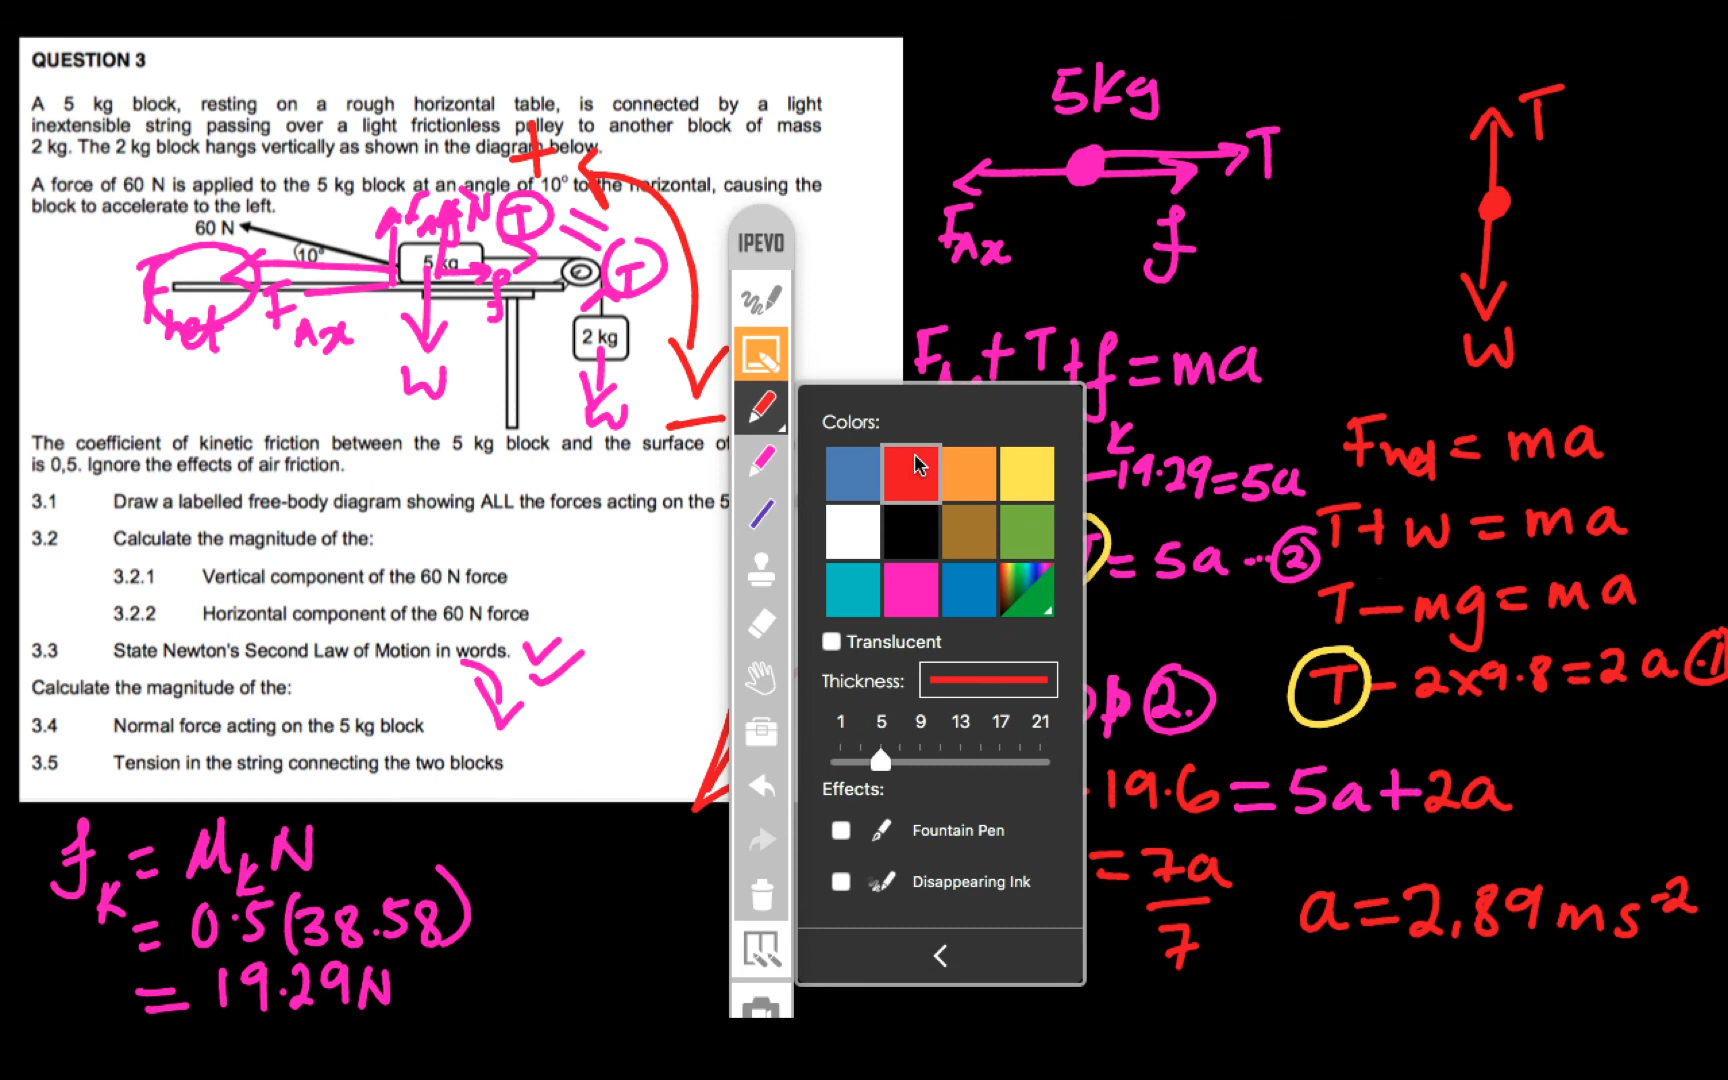 QUESTION 3
A 5 kg block, resting on a rough horizontal table, is connected by a light
inextensible string passing over a light frictionless pulley to another block of mass
2 kg. The 2 kg block hangs vertically as shown in the diagram below.
A force of 60 N is applied to the 5 kg block at an angle of 10° to the horizontal, causing the
block to accelerate to the left.
60 N
10°
5 kg
N
T
=
T
f
Fnet
FAx
W
2 kg
W
+
−
The coefficient of kinetic friction between the 5 kg block and the surface of
is 0,5. Ignore the effects of air friction.
3.1 Draw a labelled free-body diagram showing ALL the forces acting on the 5
3.2 Calculate the magnitude of the:
3.2.1 Vertical component of the 60 N force
3.2.2 Horizontal component of the 60 N force
3.3 State Newton's Second Law of Motion in words.
Calculate the magnitude of the:
3.4 Normal force acting on the 5 kg block
3.5 Tension in the string connecting the two blocks
fK = μkN
= 0.5(38.58)
= 19.29N
IPEVO
Colors:
Translucent
Thickness:
1 5 9 13 17 21
Effects:
Fountain Pen
Disappearing Ink
5kg
T
FAx
f
+ T + f = ma
K
-19.29=5a
= 5a ... ②
②.
19.6 = 5a+2a
= 7a
7
a=2,89ms-2
T
W
Fnet = ma
T+W = ma
T-mg=ma
T - 2x9.8=2a